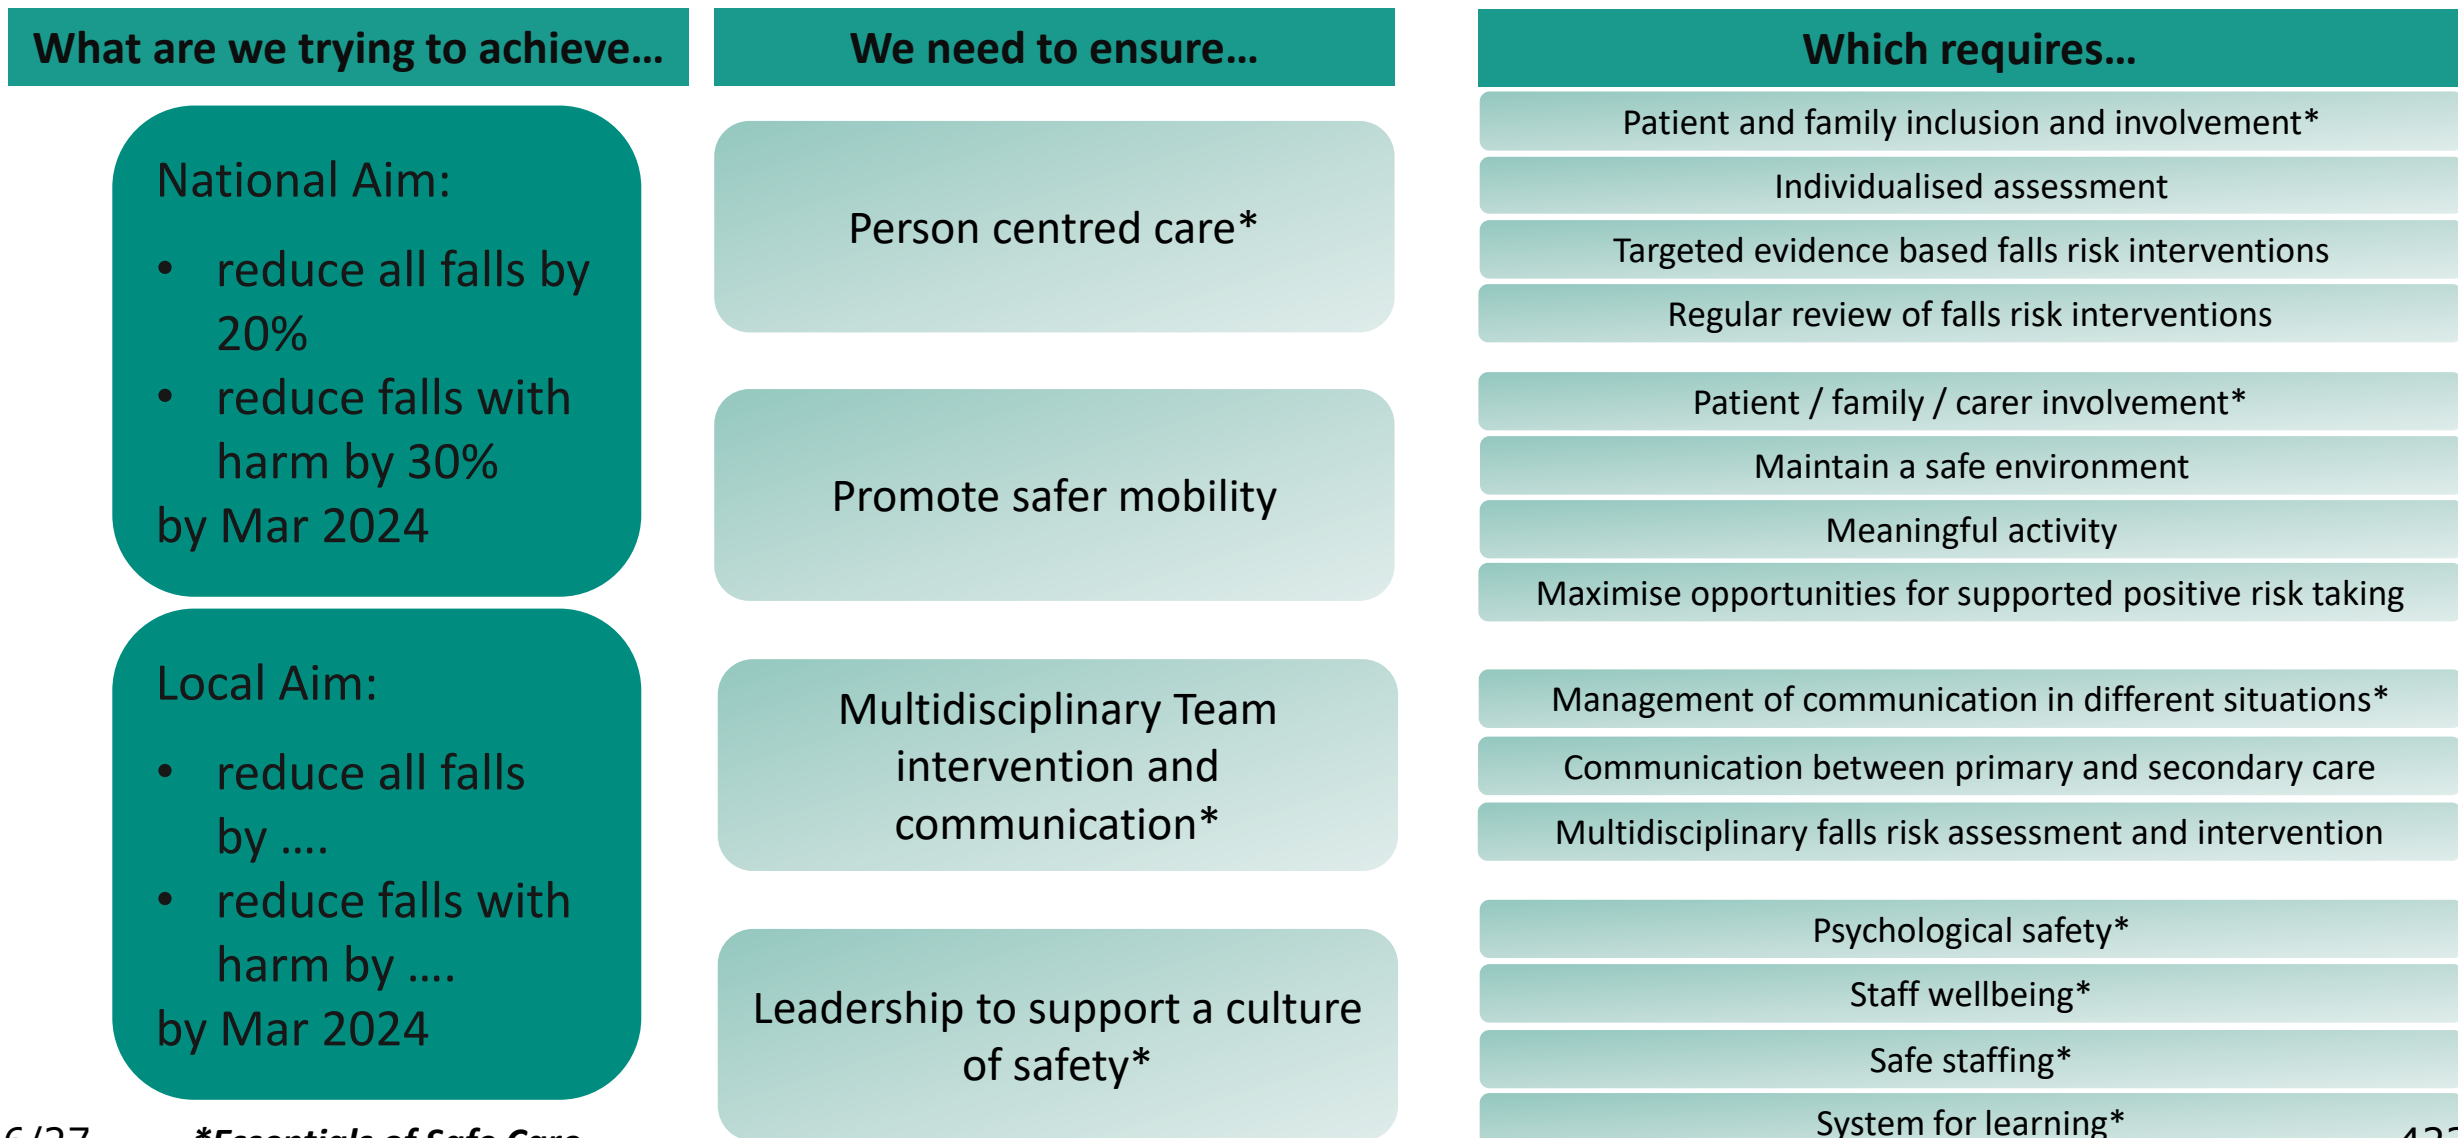 What are we trying to achieve…
We need to ensure…
Which requires…
National Aim:
• reduce all falls by
20%
• reduce falls with
harm by 30%
by Mar 2024
Local Aim:
• reduce all falls
by ….
• reduce falls with
harm by ….
by Mar 2024
Person centred care*
Promote safer mobility
Multidisciplinary Team
intervention and
communication*
Leadership to support a culture
of safety*
Patient and family inclusion and involvement*
Individualised assessment
Targeted evidence based falls risk interventions
Regular review of falls risk interventions
Patient / family / carer involvement*
Maintain a safe environment
Meaningful activity
Maximise opportunities for supported positive risk taking
Management of communication in different situations*
Communication between primary and secondary care
Multidisciplinary falls risk assessment and intervention
Psychological safety*
Staff wellbeing*
Safe staffing*
System for learning*
*Essentials of Safe Care